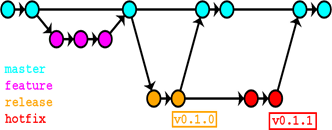 master
feature
release
hotfix
v0.1.0
v0.1.1